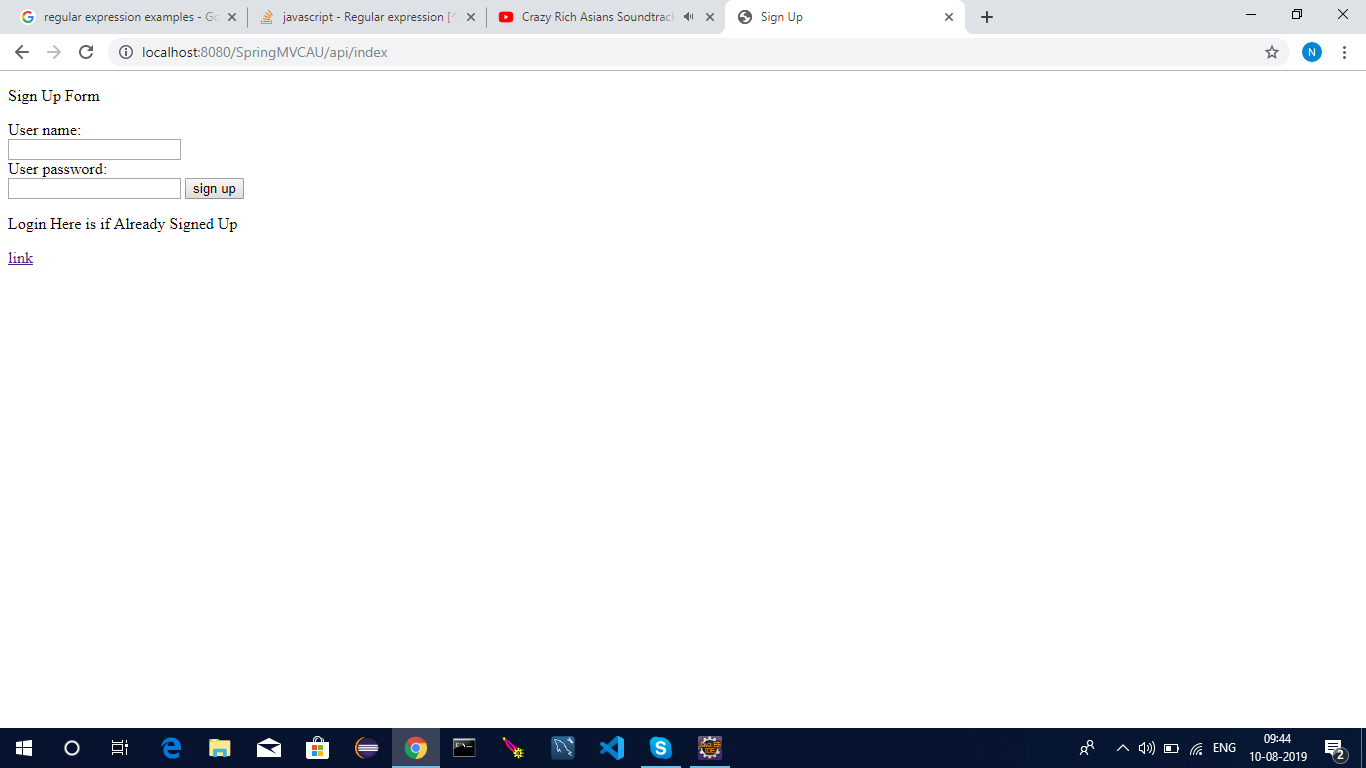 regular expression examples - Go
javascript - Regular expression [^
Crazy Rich Asians Soundtrack
Sign Up
localhost:8080/SpringMVCAU/api/index
N
Sign Up Form
User name:
User password:
sign up
Login Here is if Already Signed Up
link
ENG
09:44
10-08-2019
2